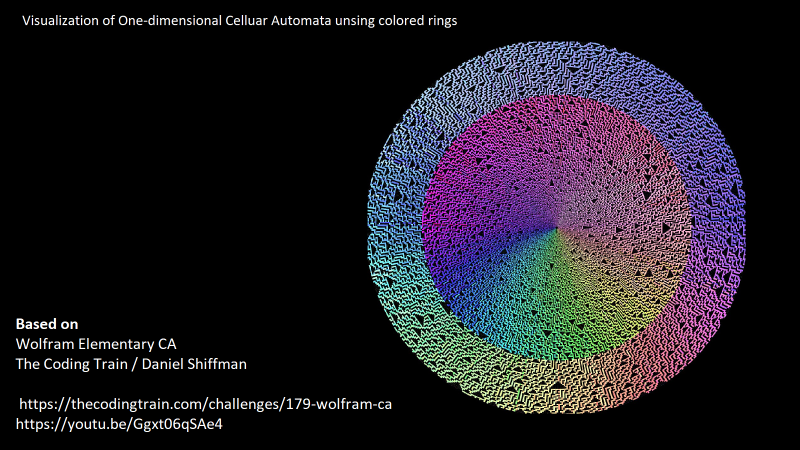 Visualization of One-dimensional Celluar Automata unsing colored rings
Based on
Wolfram Elementary CA
The Coding Train / Daniel Shiffman
https://thecodingtrain.com/challenges/179-wolfram-ca
https://youtu.be/Ggxt06qSAe4